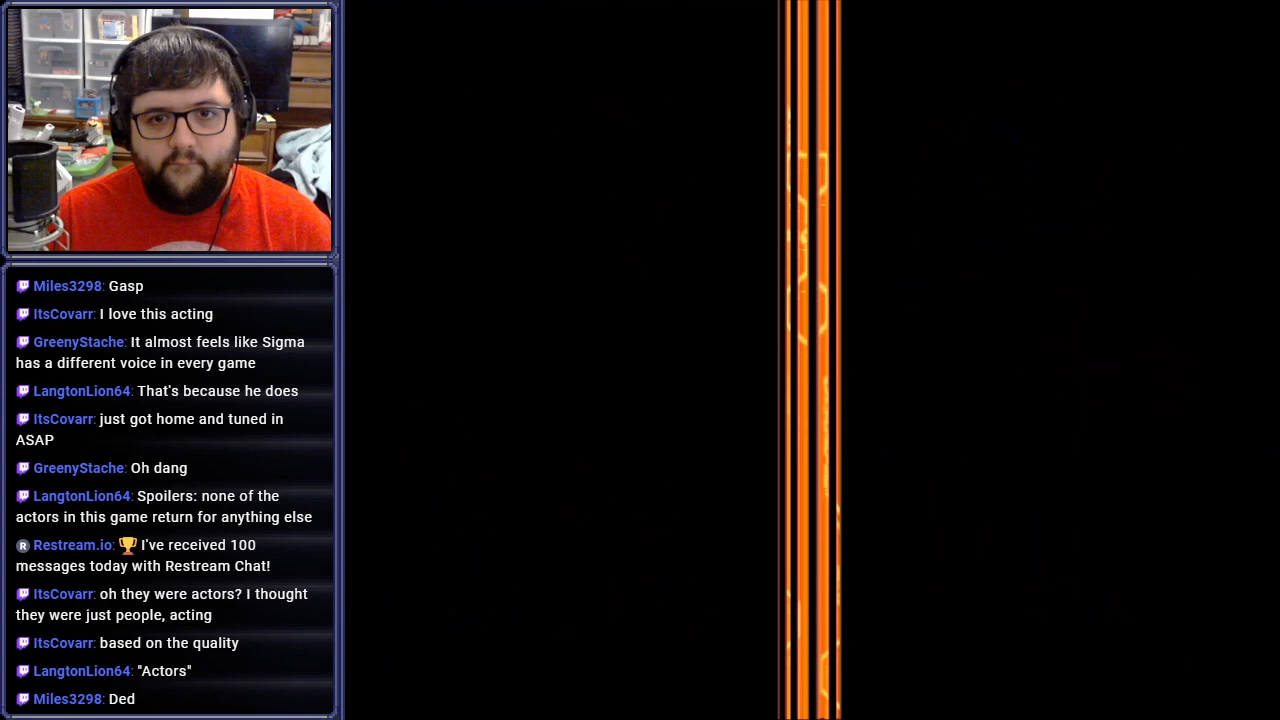 Miles3298: Gasp
ItsCovarr: I love this acting
GreenyStache: It almost feels like Sigma
has a different voice in every game
LangtonLion64: That's because he does
ItsCovarr: just got home and tuned in
ASAP
GreenyStache: Oh dang
LangtonLion64: Spoilers: none of the
actors in this game return for anything else
R Restream.io: 🏆 I've received 100
messages today with Restream Chat!
ItsCovarr: oh they were actors? I thought
they were just people, acting
ItsCovarr: based on the quality
LangtonLion64: "Actors"
Miles3298: Ded